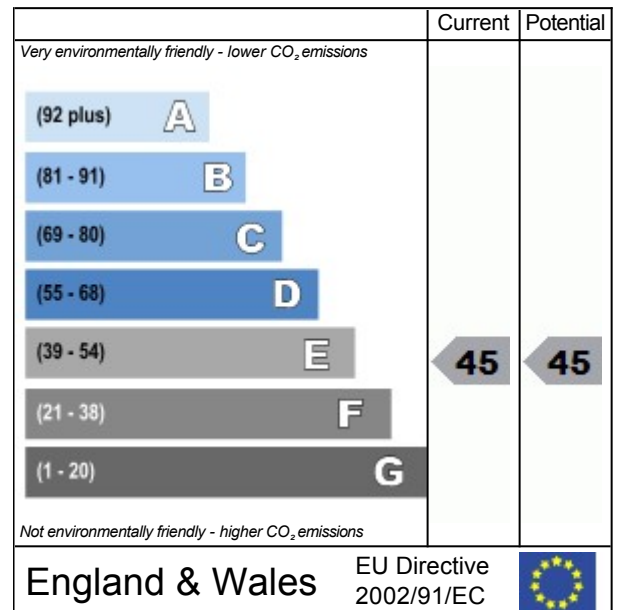 Current Potential
Very environmentally friendly - lower CO₂ emissions
(92 plus) A
(81 - 91) B
(69 - 80) C
(55 - 68) D
(39 - 54) E 45 45
(21 - 38) F
(1 - 20) G
Not environmentally friendly - higher CO₂ emissions
England & Wales
EU Directive
2002/91/EC